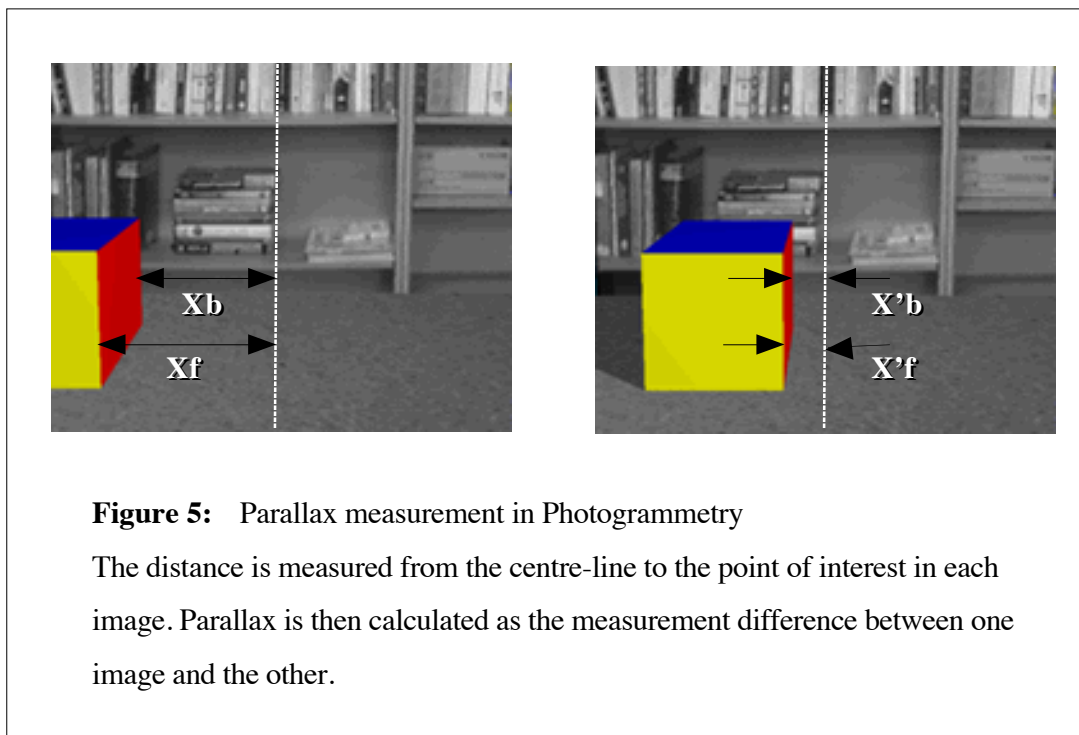 Xb
Xf
X’b
X’f
Figure 5: Parallax measurement in Photogrammetry
The distance is measured from the centre-line to the point of interest in each
image. Parallax is then calculated as the measurement difference between one
image and the other.